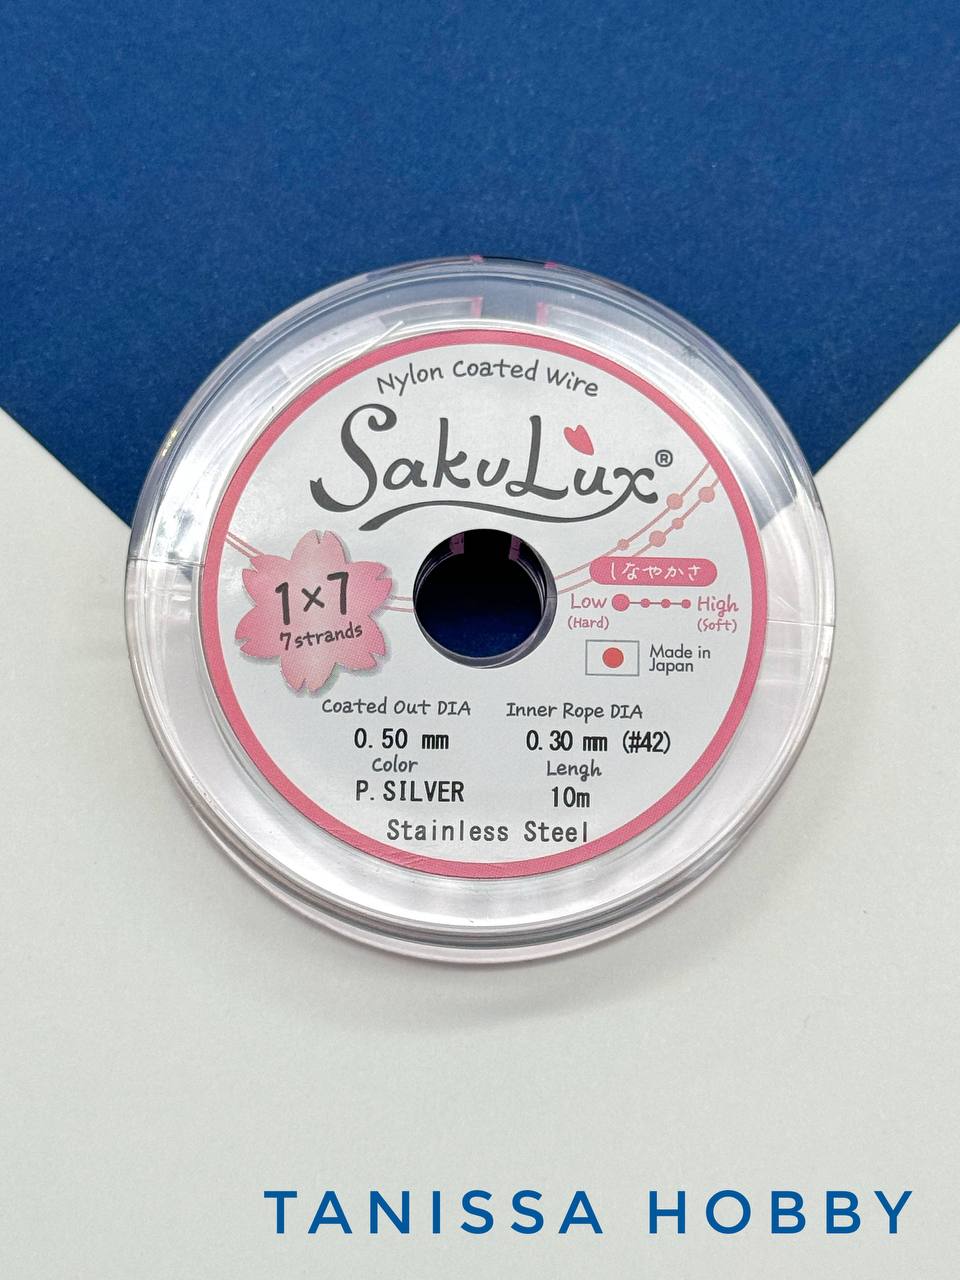 Nylon Coated Wire
SakuLux®
1×7
7 strands
しなやかさ
Low High
(Hard) (Soft)
Made in
Japan
Coated Out DIA Inner Rope DIA
0.50 mm 0.30 mm (#42)
Color Lengh
P.SILVER 10m
Stainless Steel
TANISSA HOBBY